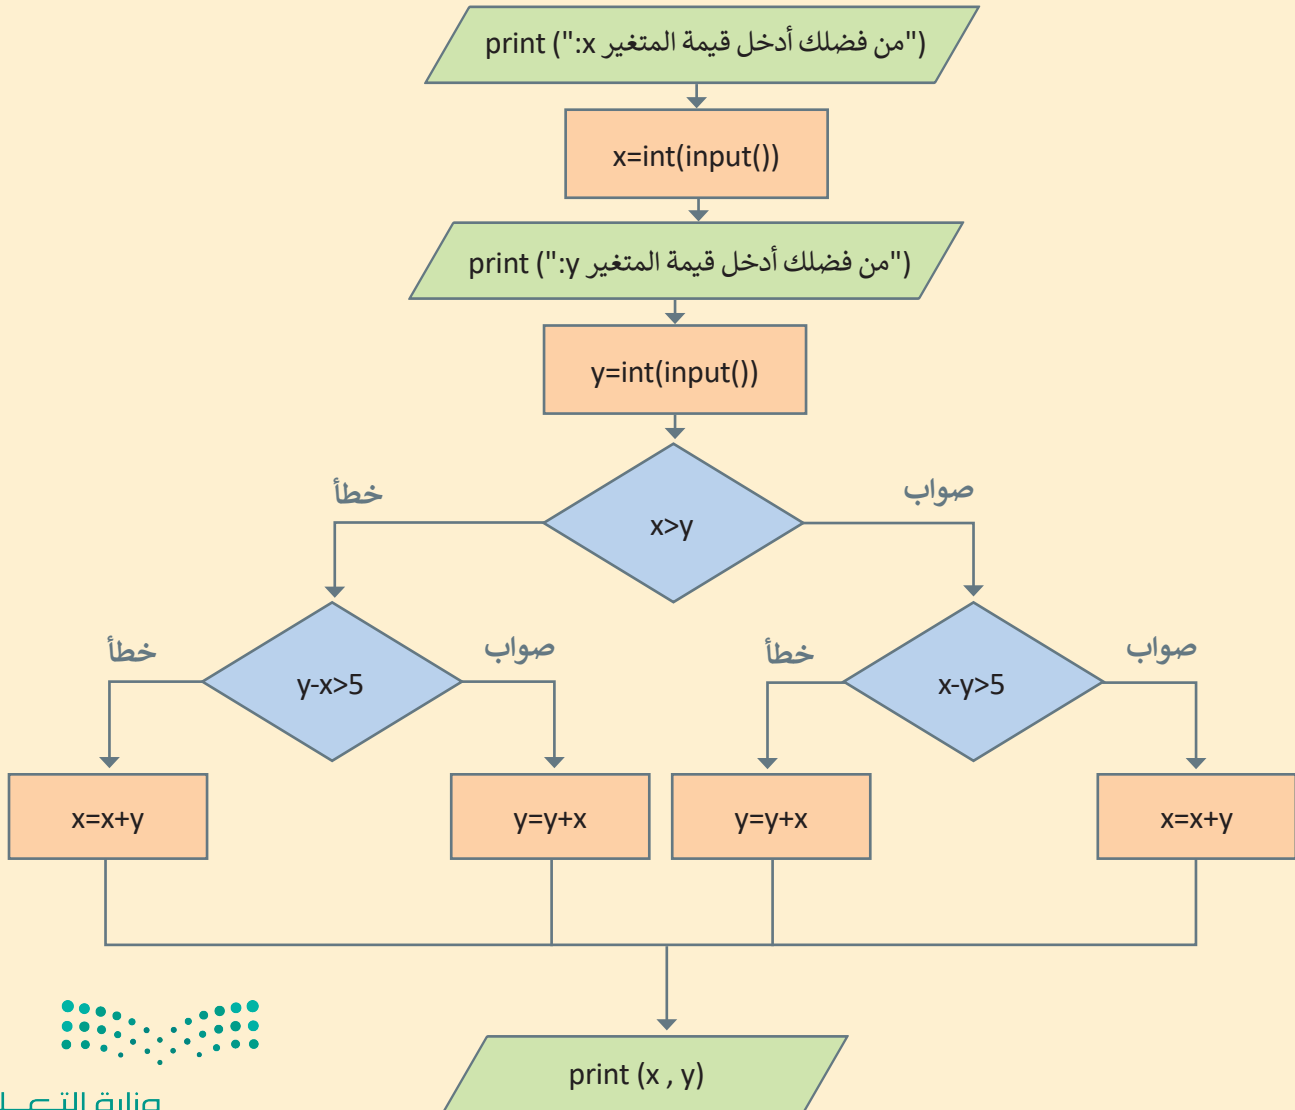 print ("من فضلك أدخل قيمة المتغير x:")
x=int(input())
print ("من فضلك أدخل قيمة المتغير y:")
y=int(input())
خطأ
صواب
x>y
خطأ
صواب
خطأ
صواب
y-x>5
x-y>5
x=x+y
y=y+x
y=y+x
x=x+y
print (x , y)
وزارة